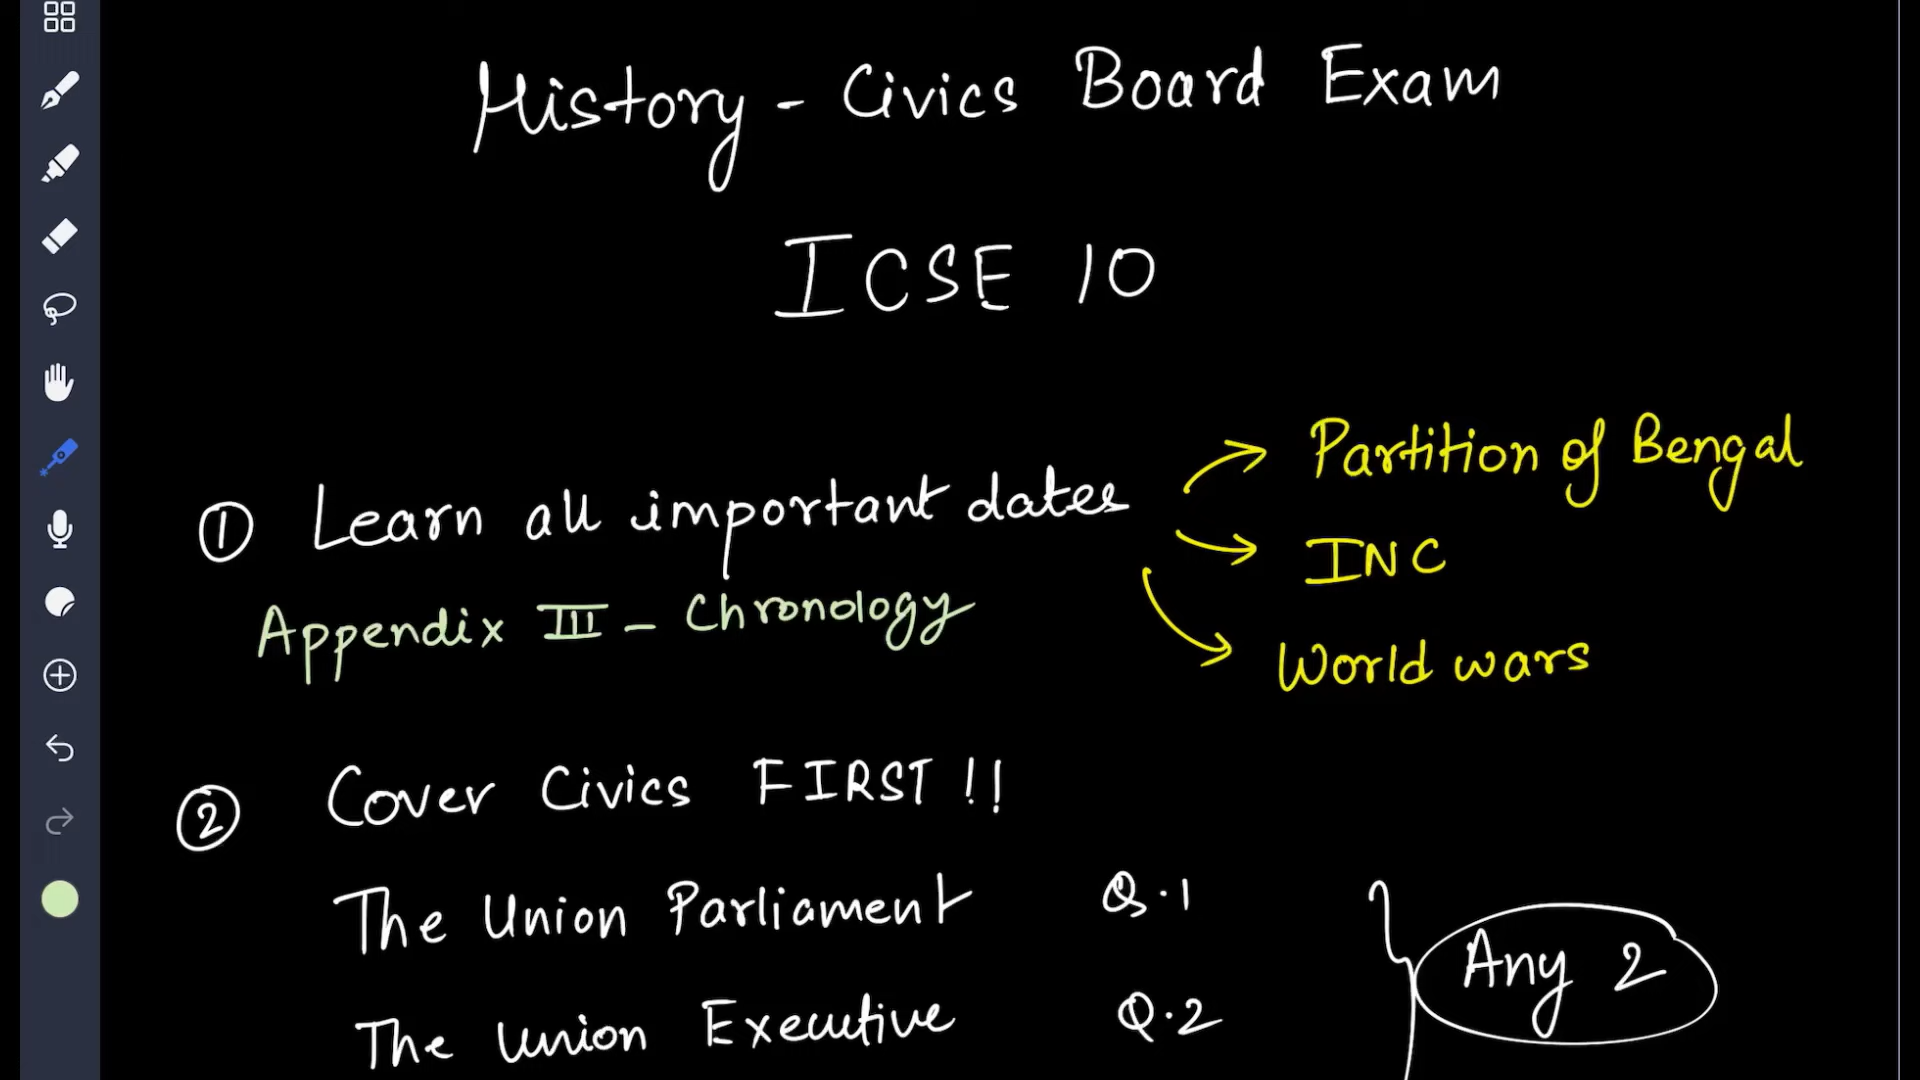 History - Civics Board Exam
ICSE 10
① Learn all important dates
Partition of Bengal
INC
World wars
Appendix III - Chronology
② Cover Civics FIRST !!
The Union Parliament Q.1
The Union Executive Q.2
Any 2